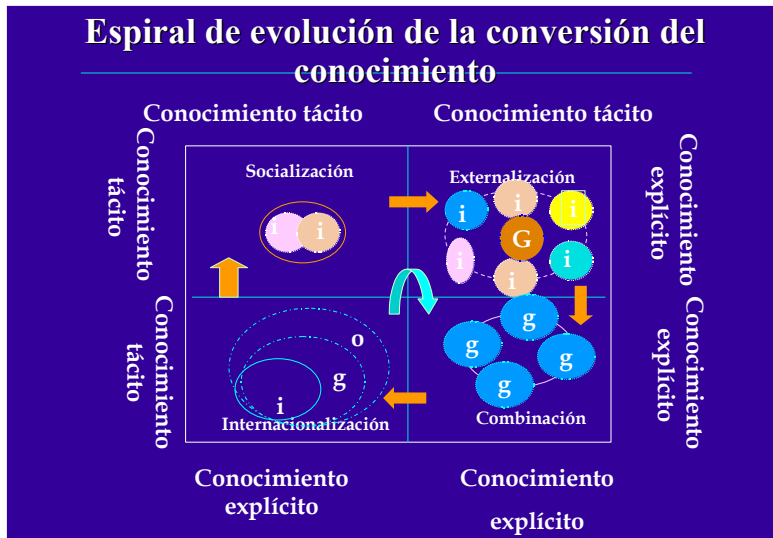 Espiral de evolución de la conversión del
conocimiento
Conocimiento tácito
Conocimiento tácito
Conocimiento
tácito
Socialización
i
i
Externalización
i
i
i
G
i
i
i
Conocimiento
explícito
Conocimiento
tácito
o
g
i
Internacionalización
g
g
g
g
Combinación
Conocimiento
explícito
Conocimiento
explícito
Conocimiento
explícito